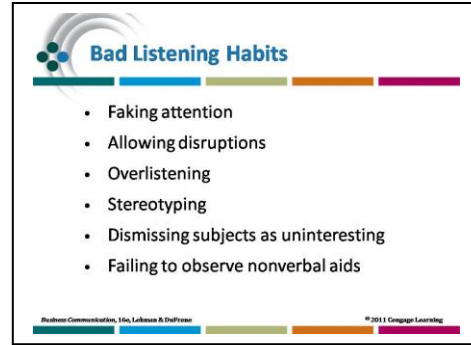 Bad Listening Habits
• Faking attention
• Allowing disruptions
• Overlistening
• Stereotyping
• Dismissing subjects as uninteresting
• Failing to observe nonverbal aids
Business Communication, 16e, Lehman & DuFrene
©2011 Cengage Learning